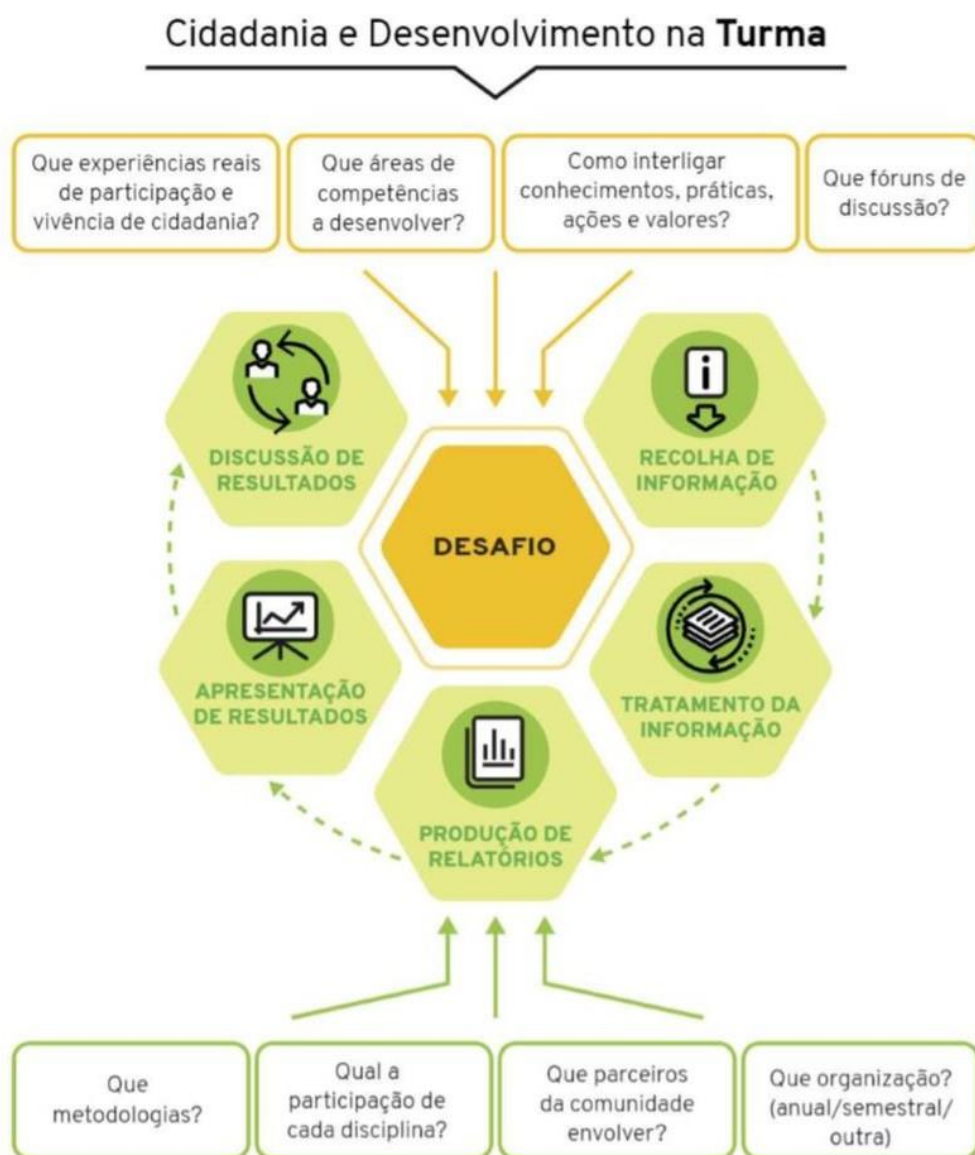 Cidadania e Desenvolvimento na Turma
Que experiências reais
de participação e
vivência de cidadania?
Que áreas de
competências
a desenvolver?
Como interligar
conhecimentos, práticas,
ações e valores?
Que fóruns de
discussão?
DISCUSSÃO DE
RESULTADOS
RECOLHA DE
INFORMAÇÃO
DESAFIO
APRESENTAÇÃO
DE RESULTADOS
TRATAMENTO DA
INFORMAÇÃO
PRODUÇÃO DE
RELATÓRIOS
Que
metodologias?
Qual a
participação de
cada disciplina?
Que parceiros
da comunidade
envolver?
Que organização?
(anual/semestral/
outra)